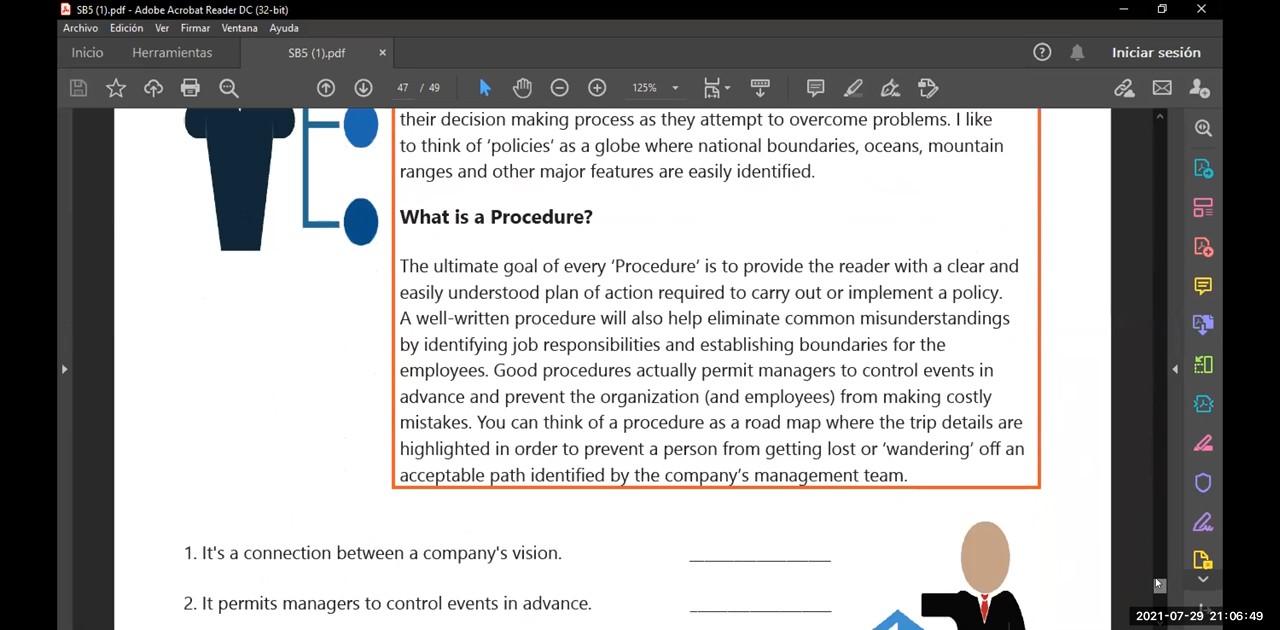 SB5 (1).pdf - Adobe Acrobat Reader DC (32-bit)
Archivo Edición Ver Firmar Ventana Ayuda
Inicio Herramientas SB5 (1).pdf Iniciar sesión
47 / 49 125%
their decision making process as they attempt to overcome problems. I like
to think of ‘policies’ as a globe where national boundaries, oceans, mountain
ranges and other major features are easily identified.
What is a Procedure?
The ultimate goal of every ‘Procedure’ is to provide the reader with a clear and
easily understood plan of action required to carry out or implement a policy.
A well-written procedure will also help eliminate common misunderstandings
by identifying job responsibilities and establishing boundaries for the
employees. Good procedures actually permit managers to control events in
advance and prevent the organization (and employees) from making costly
mistakes. You can think of a procedure as a road map where the trip details are
highlighted in order to prevent a person from getting lost or ‘wandering’ off an
acceptable path identified by the company’s management team.
1. It's a connection between a company's vision. ______________
2. It permits managers to control events in advance. ______________
2021-07-29 21:06:49